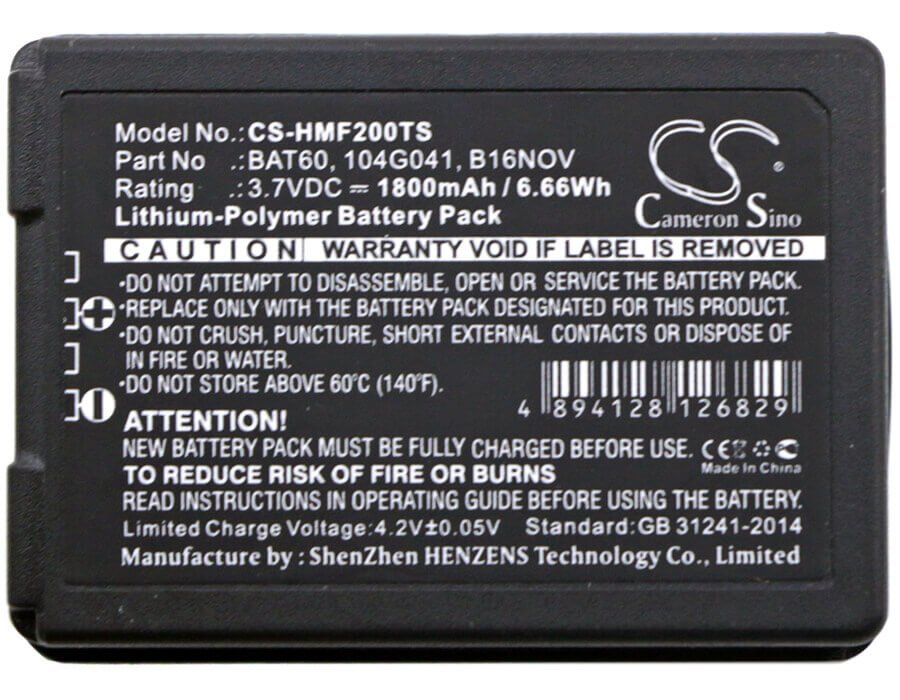 Model No.:CS-HMF200TS
Part No .:BAT60, 104G041, B16NOV
Rating .:3.7VDC ⎓ 1800mAh / 6.66Wh
Lithium-Polymer Battery Pack
CS
Cameron Sino
CAUTION WARRANTY VOID IF LABEL IS REMOVED
•DO NOT ATTEMPT TO DISASSEMBLE, OPEN OR SERVICE THE BATTERY PACK.
•REPLACE ONLY WITH THE BATTERY PACK DESIGNATED FOR THIS PRODUCT.
•DO NOT CRUSH, PUNCTURE, SHORT EXTERNAL CONTACTS OR DISPOSE OF
IN FIRE OR WATER.
•DO NOT STORE ABOVE 60°C (140°F).
4 894128 126829
ATTENTION!
NEW BATTERY PACK MUST BE FULLY CHARGED BEFORE USE. CE
Made In China
TO REDUCE RISK OF FIRE OR BURNS
READ INSTRUCTIONS IN OPERATING GUIDE BEFORE USING THE BATTERY.
Limited Charge Voltage:4.2V±0.05V Standard:GB 31241-2014
Manufacture by : ShenZhen HENZENS Technology Co., Limited